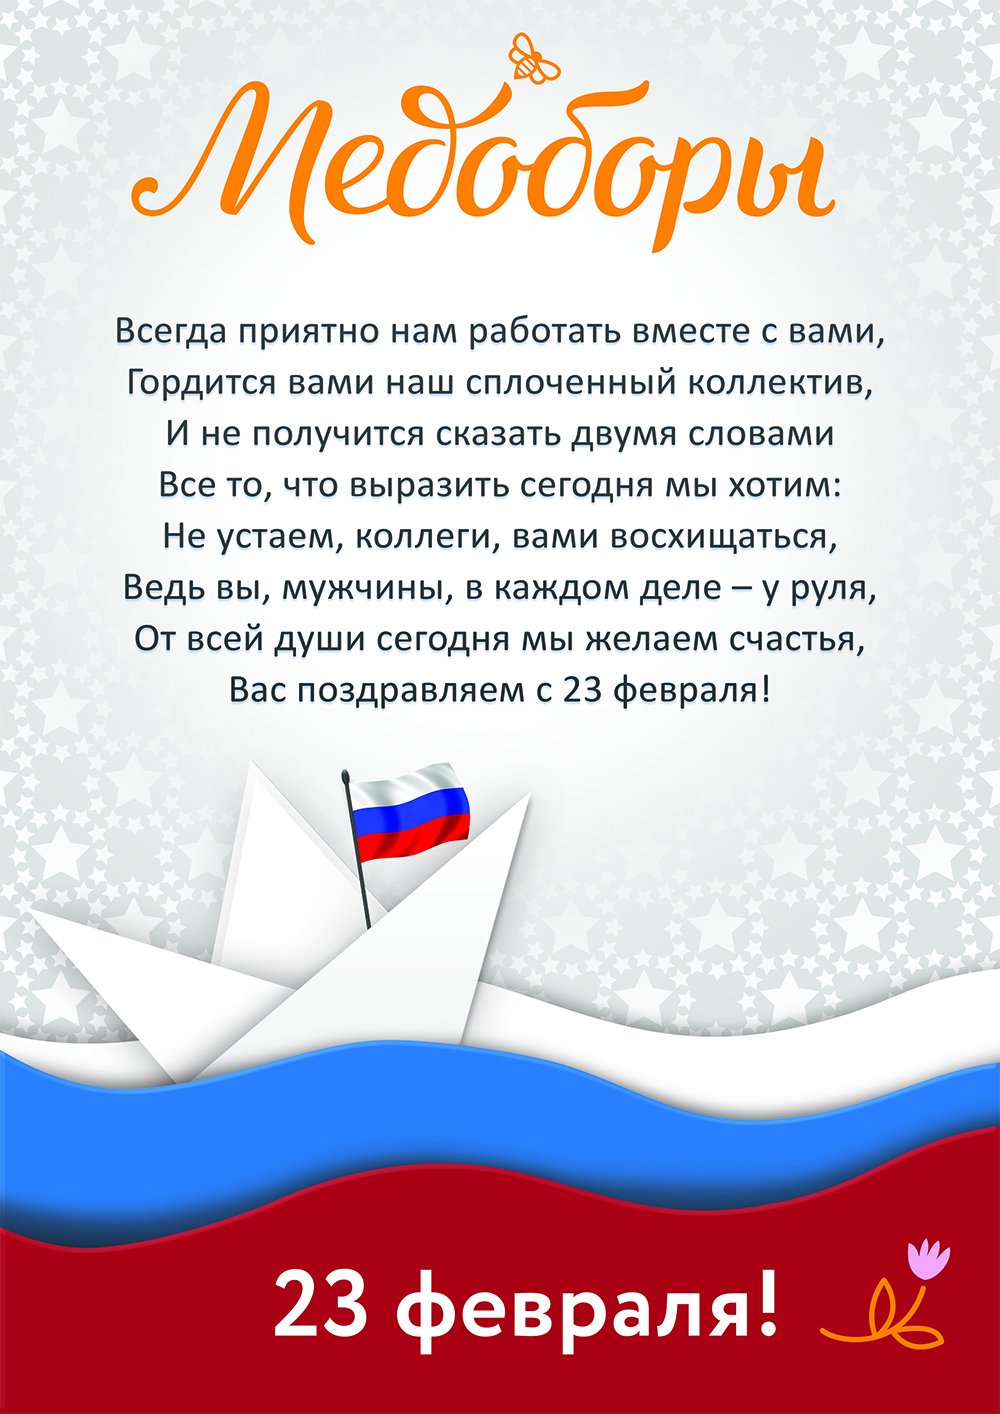 Медоборы
Всегда приятно нам работать вместе с вами,
Гордится вами наш сплоченный коллектив,
И не получится сказать двумя словами
Все то, что выразить сегодня мы хотим:
Не устаем, коллеги, вами восхищаться,
Ведь вы, мужчины, в каждом деле – у руля,
От всей души сегодня мы желаем счастья,
Вас поздравляем с 23 февраля!
23 февраля!